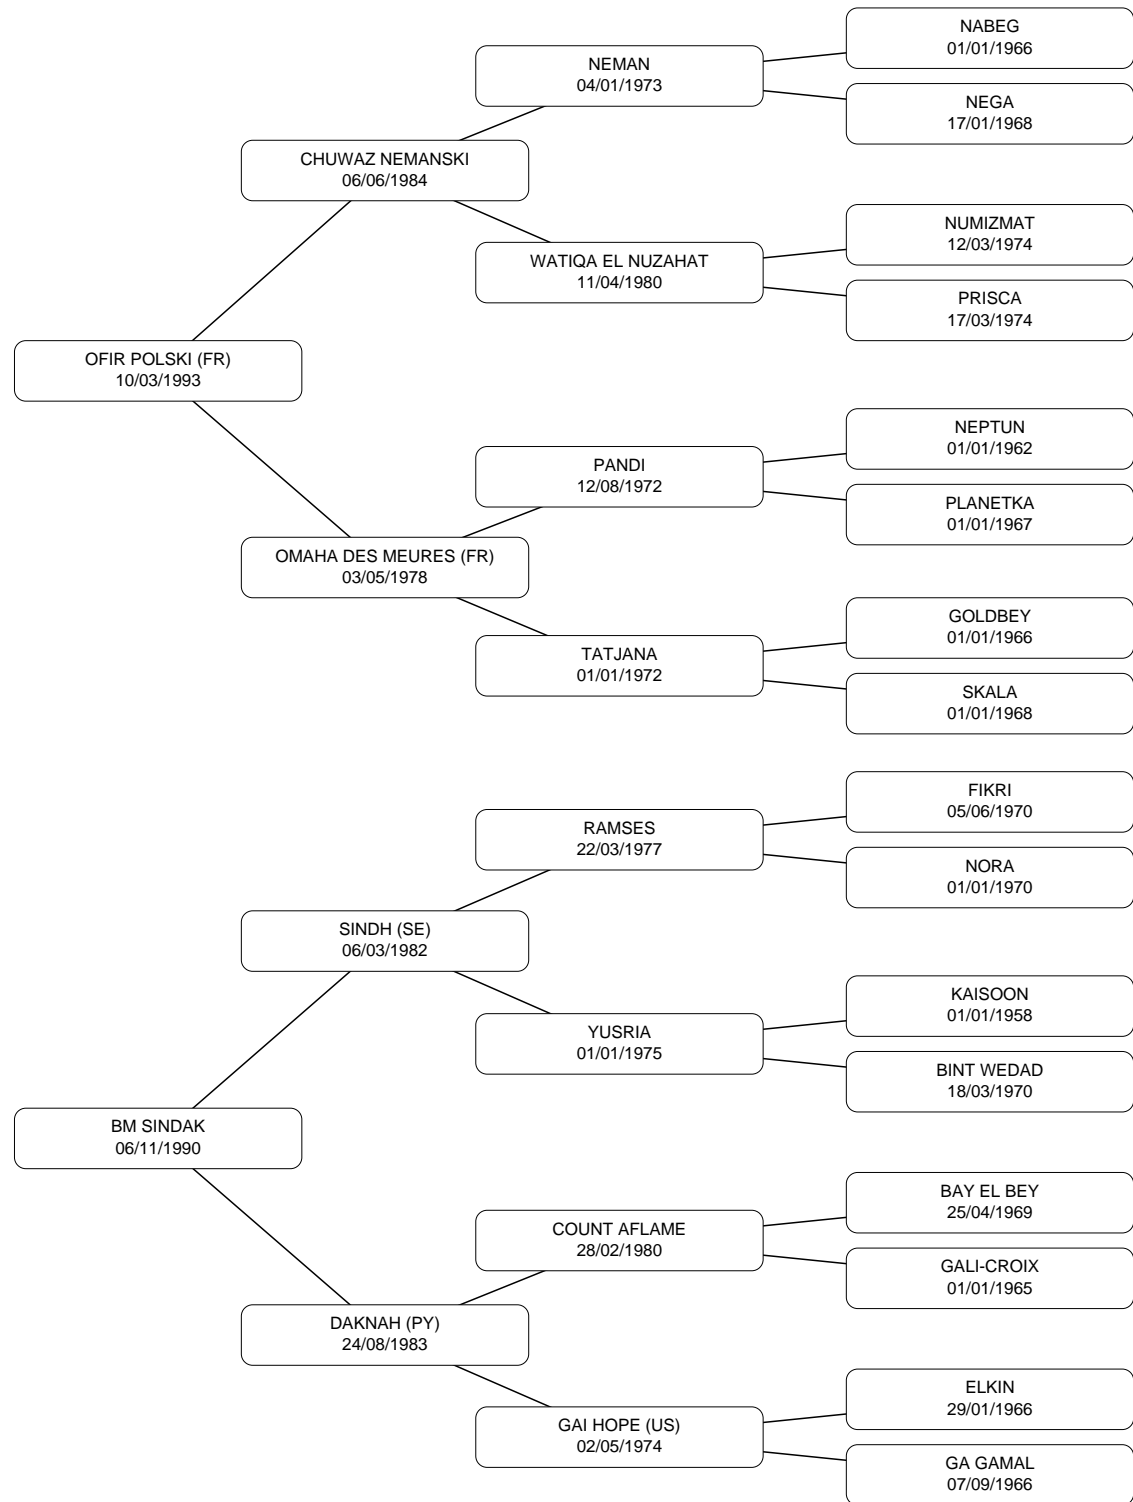 NABEG
01/01/1966
NEMAN
04/01/1973
NEGA
17/01/1968
CHUWAZ NEMANSKI
06/06/1984
NUMIZMAT
12/03/1974
WATIQA EL NUZAHAT
11/04/1980
PRISCA
17/03/1974
OFIR POLSKI (FR)
10/03/1993
NEPTUN
01/01/1962
PANDI
12/08/1972
PLANETKA
01/01/1967
OMAHA DES MEURES (FR)
03/05/1978
GOLDBEY
01/01/1966
TATJANA
01/01/1972
SKALA
01/01/1968
FIKRI
05/06/1970
RAMSES
22/03/1977
NORA
01/01/1970
SINDH (SE)
06/03/1982
KAISOON
01/01/1958
YUSRIA
01/01/1975
BINT WEDAD
18/03/1970
BM SINDAK
06/11/1990
BAY EL BEY
25/04/1969
COUNT AFLAME
28/02/1980
GALI-CROIX
01/01/1965
DAKNAH (PY)
24/08/1983
ELKIN
29/01/1966
GAI HOPE (US)
02/05/1974
GA GAMAL
07/09/1966